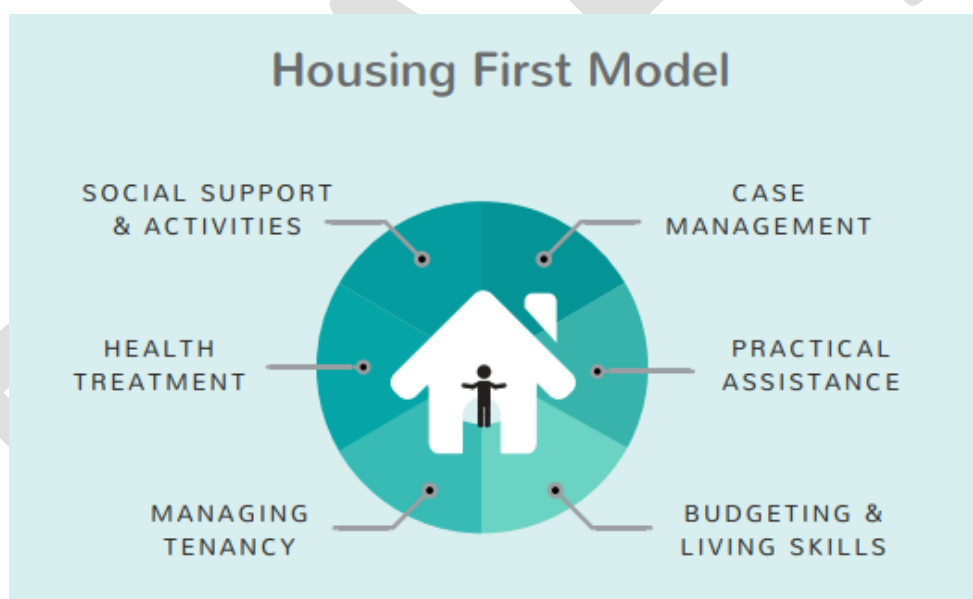 Housing First Model
SOCIAL SUPPORT
& ACTIVITIES
CASE
MANAGEMENT
HEALTH
TREATMENT
PRACTICAL
ASSISTANCE
MANAGING
TENANCY
BUDGETING &
LIVING SKILLS